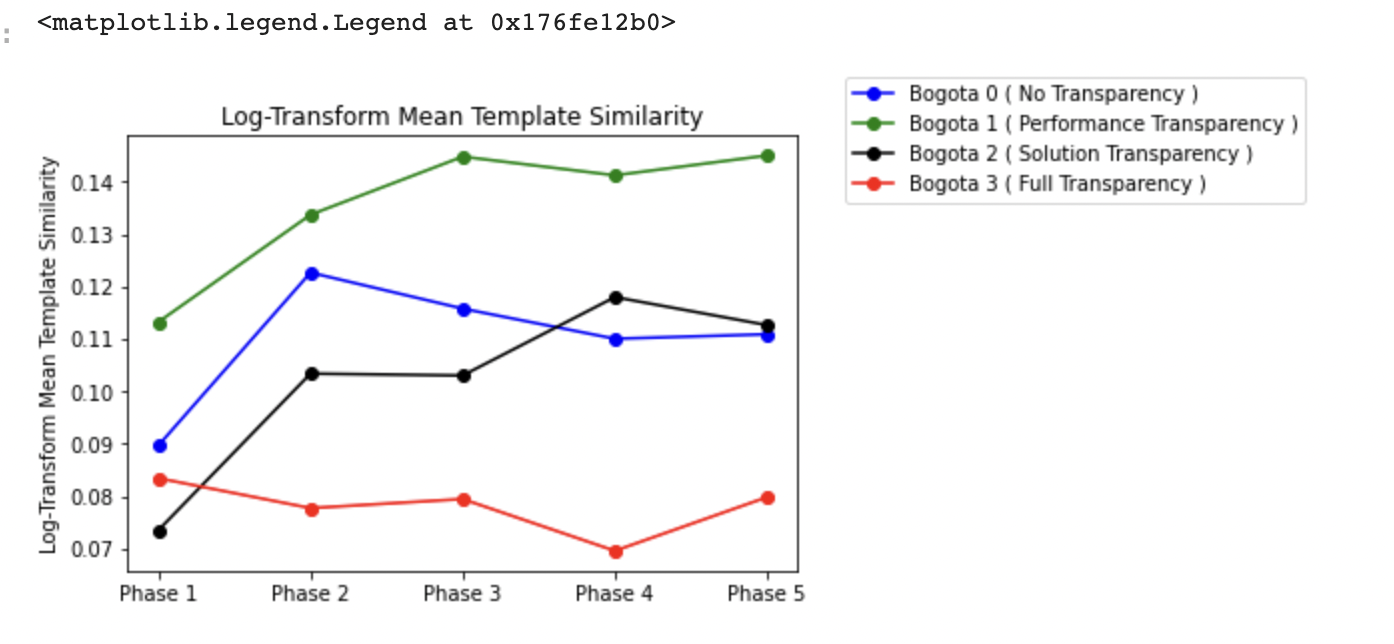 <matplotlib.legend.Legend at 0x176fe12b0>
:
Log-Transform Mean Template Similarity
Bogota 0 ( No Transparency )
Bogota 1 ( Performance Transparency )
Bogota 2 ( Solution Transparency )
Bogota 3 ( Full Transparency )
Log-Transform Mean Template Similarity
0.14
0.13
0.12
0.11
0.10
0.09
0.08
0.07
Phase 1 Phase 2 Phase 3 Phase 4 Phase 5